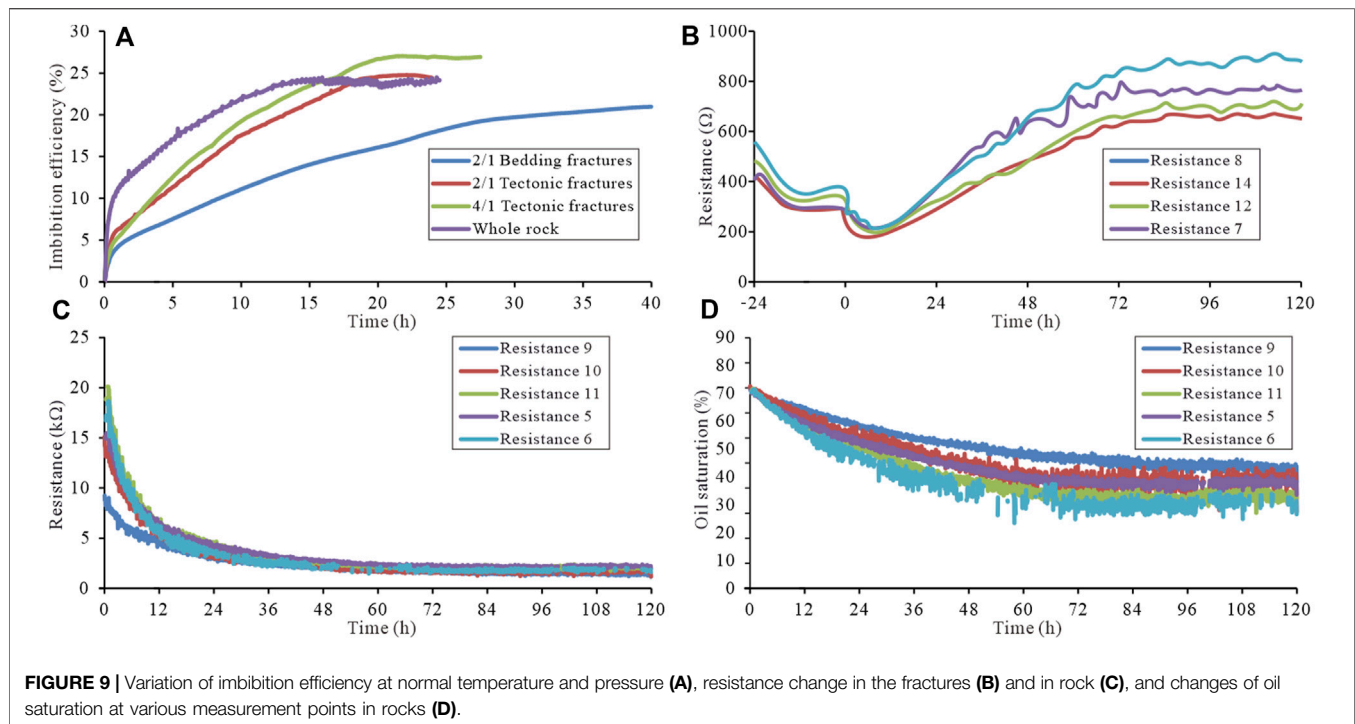 A
Imbibition efficiency (%)
30
25
20
15
10
5
0
0 5 10 15 20 25 30 35 40
Time (h)
2/1 Bedding fractures
2/1 Tectonic fractures
4/1 Tectonic fractures
Whole rock
B
Resistance (Ω)
1000
800
600
400
200
0
-24 0 24 48 72 96 120
Time (h)
Resistance 8
Resistance 14
Resistance 12
Resistance 7
C
Resistance (kΩ)
25
20
15
10
5
0
0 12 24 36 48 60 72 84 96 108 120
Time (h)
Resistance 9
Resistance 10
Resistance 11
Resistance 5
Resistance 6
D
Oil saturation (%)
90
80
70
60
50
40
30
20
10
0
0 12 24 36 48 60 72 84 96 108 120
Time (h)
Resistance 9
Resistance 10
Resistance 11
Resistance 5
Resistance 6
FIGURE 9 | Variation of imbibition efficiency at normal temperature and pressure (A), resistance change in the fractures (B) and in rock (C), and changes of oil
saturation at various measurement points in rocks (D).